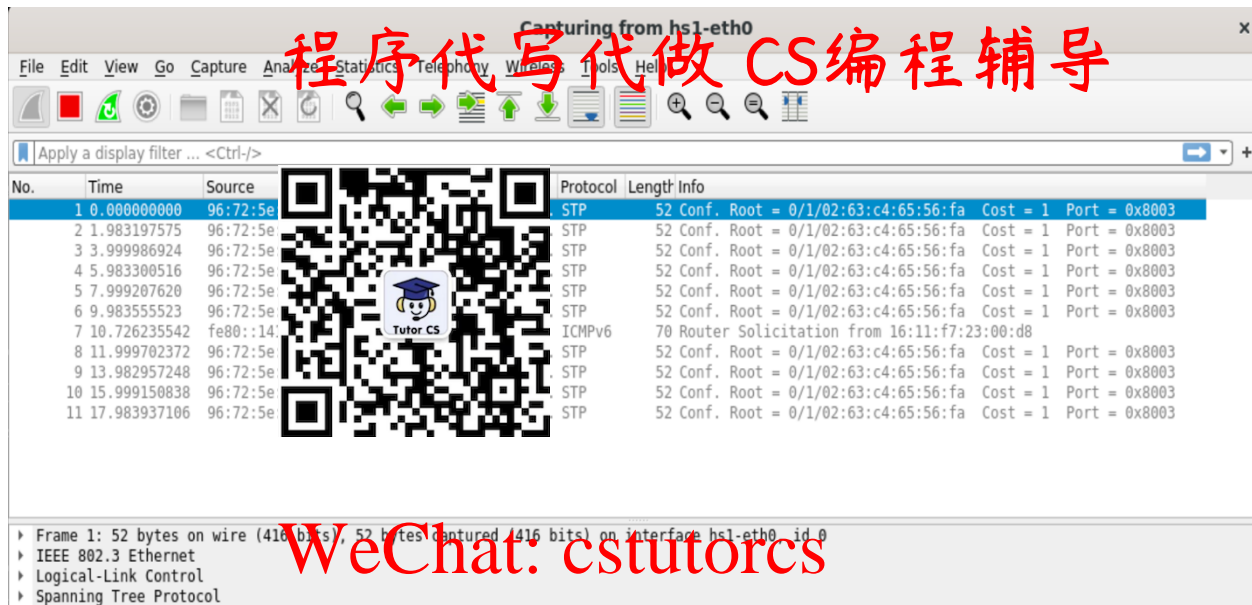 Capturing from hs1-eth0 x
程序代写代做 CS编程辅导
File Edit View Go Capture Analyze Statistics Telephony Wireless Tools Help
Apply a display filter ... <Ctrl-/> +
No. Time Source Protocol Length Info
1 0.000000000 96:72:5e STP 52 Conf. Root = 0/1/02:63:c4:65:56:fa Cost = 1 Port = 0x8003
2 1.983197575 96:72:5e STP 52 Conf. Root = 0/1/02:63:c4:65:56:fa Cost = 1 Port = 0x8003
3 3.999986924 96:72:5e STP 52 Conf. Root = 0/1/02:63:c4:65:56:fa Cost = 1 Port = 0x8003
4 5.983300516 96:72:5e STP 52 Conf. Root = 0/1/02:63:c4:65:56:fa Cost = 1 Port = 0x8003
5 7.999207620 96:72:5e STP 52 Conf. Root = 0/1/02:63:c4:65:56:fa Cost = 1 Port = 0x8003
6 9.983555523 96:72:5e STP 52 Conf. Root = 0/1/02:63:c4:65:56:fa Cost = 1 Port = 0x8003
7 10.726235542 fe80::14 ICMPv6 70 Router Solicitation from 16:11:f7:23:00:d8
8 11.999702372 96:72:5e STP 52 Conf. Root = 0/1/02:63:c4:65:56:fa Cost = 1 Port = 0x8003
9 13.982957248 96:72:5e STP 52 Conf. Root = 0/1/02:63:c4:65:56:fa Cost = 1 Port = 0x8003
10 15.999150838 96:72:5e STP 52 Conf. Root = 0/1/02:63:c4:65:56:fa Cost = 1 Port = 0x8003
11 17.983937106 96:72:5e STP 52 Conf. Root = 0/1/02:63:c4:65:56:fa Cost = 1 Port = 0x8003
Tutor CS
Frame 1: 52 bytes on wire (416 bits), 52 bytes captured (416 bits) on interface hs1-eth0, id 0
WeChat: cstutorcs
IEEE 802.3 Ethernet
Logical-Link Control
Spanning Tree Protocol